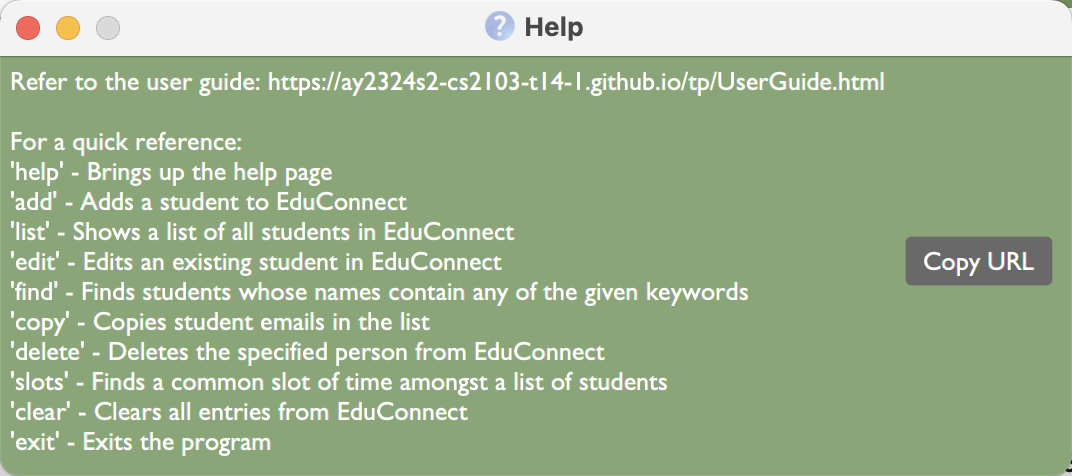 Help
Refer to the user guide: https://ay2324s2-cs2103-t14-1.github.io/tp/UserGuide.html
For a quick reference:
'help' - Brings up the help page
'add' - Adds a student to EduConnect
'list' - Shows a list of all students in EduConnect
'edit' - Edits an existing student in EduConnect
'find' - Finds students whose names contain any of the given keywords
'copy' - Copies student emails in the list
'delete' - Deletes the specified person from EduConnect
'slots' - Finds a common slot of time amongst a list of students
'clear' - Clears all entries from EduConnect
'exit' - Exits the program
Copy URL